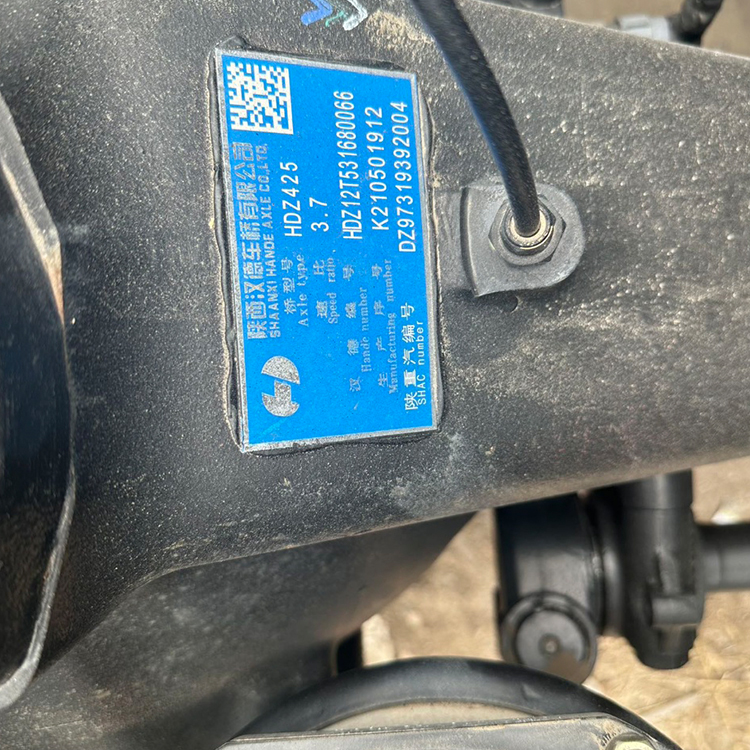 陕西汉德车桥有限公司
SHAANXI HANDE AXLE CO.,LTD.
桥型号 HDZ425
Axle type
速比 3.7
Speed ratio
汉德编号 HDZ12T531680066
Hande number
生产序号 K210501912
Munufacturing number
陕重汽编号 DZ97319392004
SHAC number